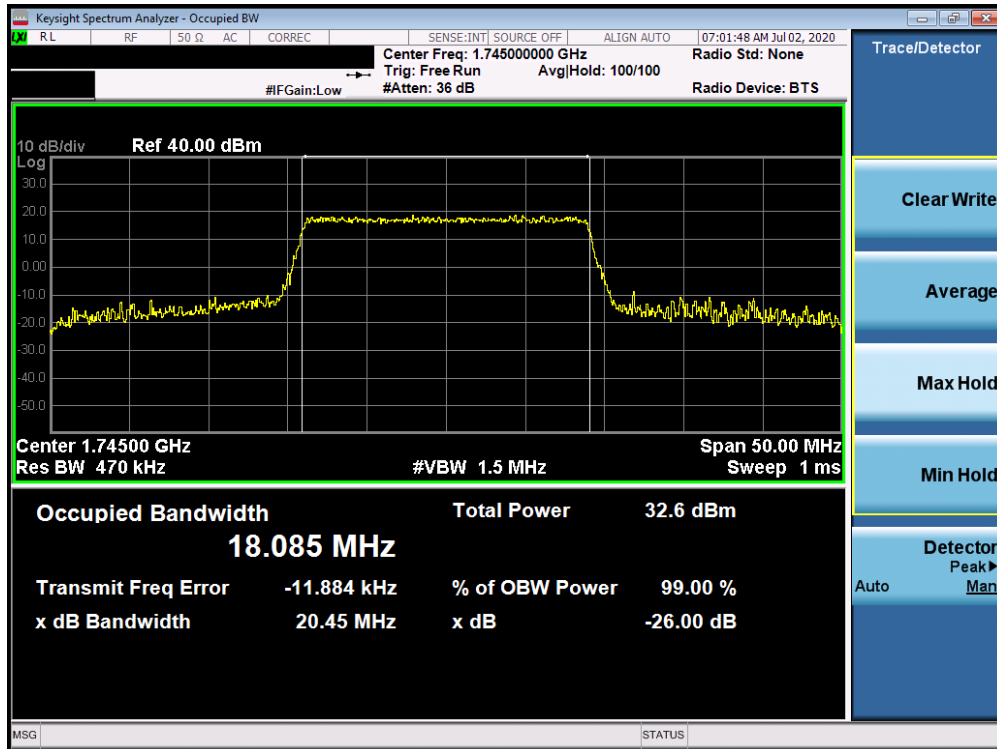 Keysight Spectrum Analyzer - Occupied BW
LXI RL RF 50 Ω AC CORREC SENSE:INT SOURCE OFF ALIGN AUTO 07:01:48 AM Jul 02, 2020
Center Freq: 1.745000000 GHz Radio Std: None
Trig: Free Run Avg|Hold: 100/100
#IFGain:Low #Atten: 36 dB Radio Device: BTS
10 dB/div Ref 40.00 dBm
Log
30.0
20.0
10.0
0.00
-10.0
-20.0
-30.0
-40.0
-50.0
Center 1.74500 GHz Span 50.00 MHz
Res BW 470 kHz #VBW 1.5 MHz Sweep 1 ms
Occupied Bandwidth Total Power 32.6 dBm
18.085 MHz
Transmit Freq Error -11.884 kHz % of OBW Power 99.00 %
x dB Bandwidth 20.45 MHz x dB -26.00 dB
MSG STATUS
Trace/Detector
Clear Write
Average
Max Hold
Min Hold
Detector
Peak▶
Auto Man